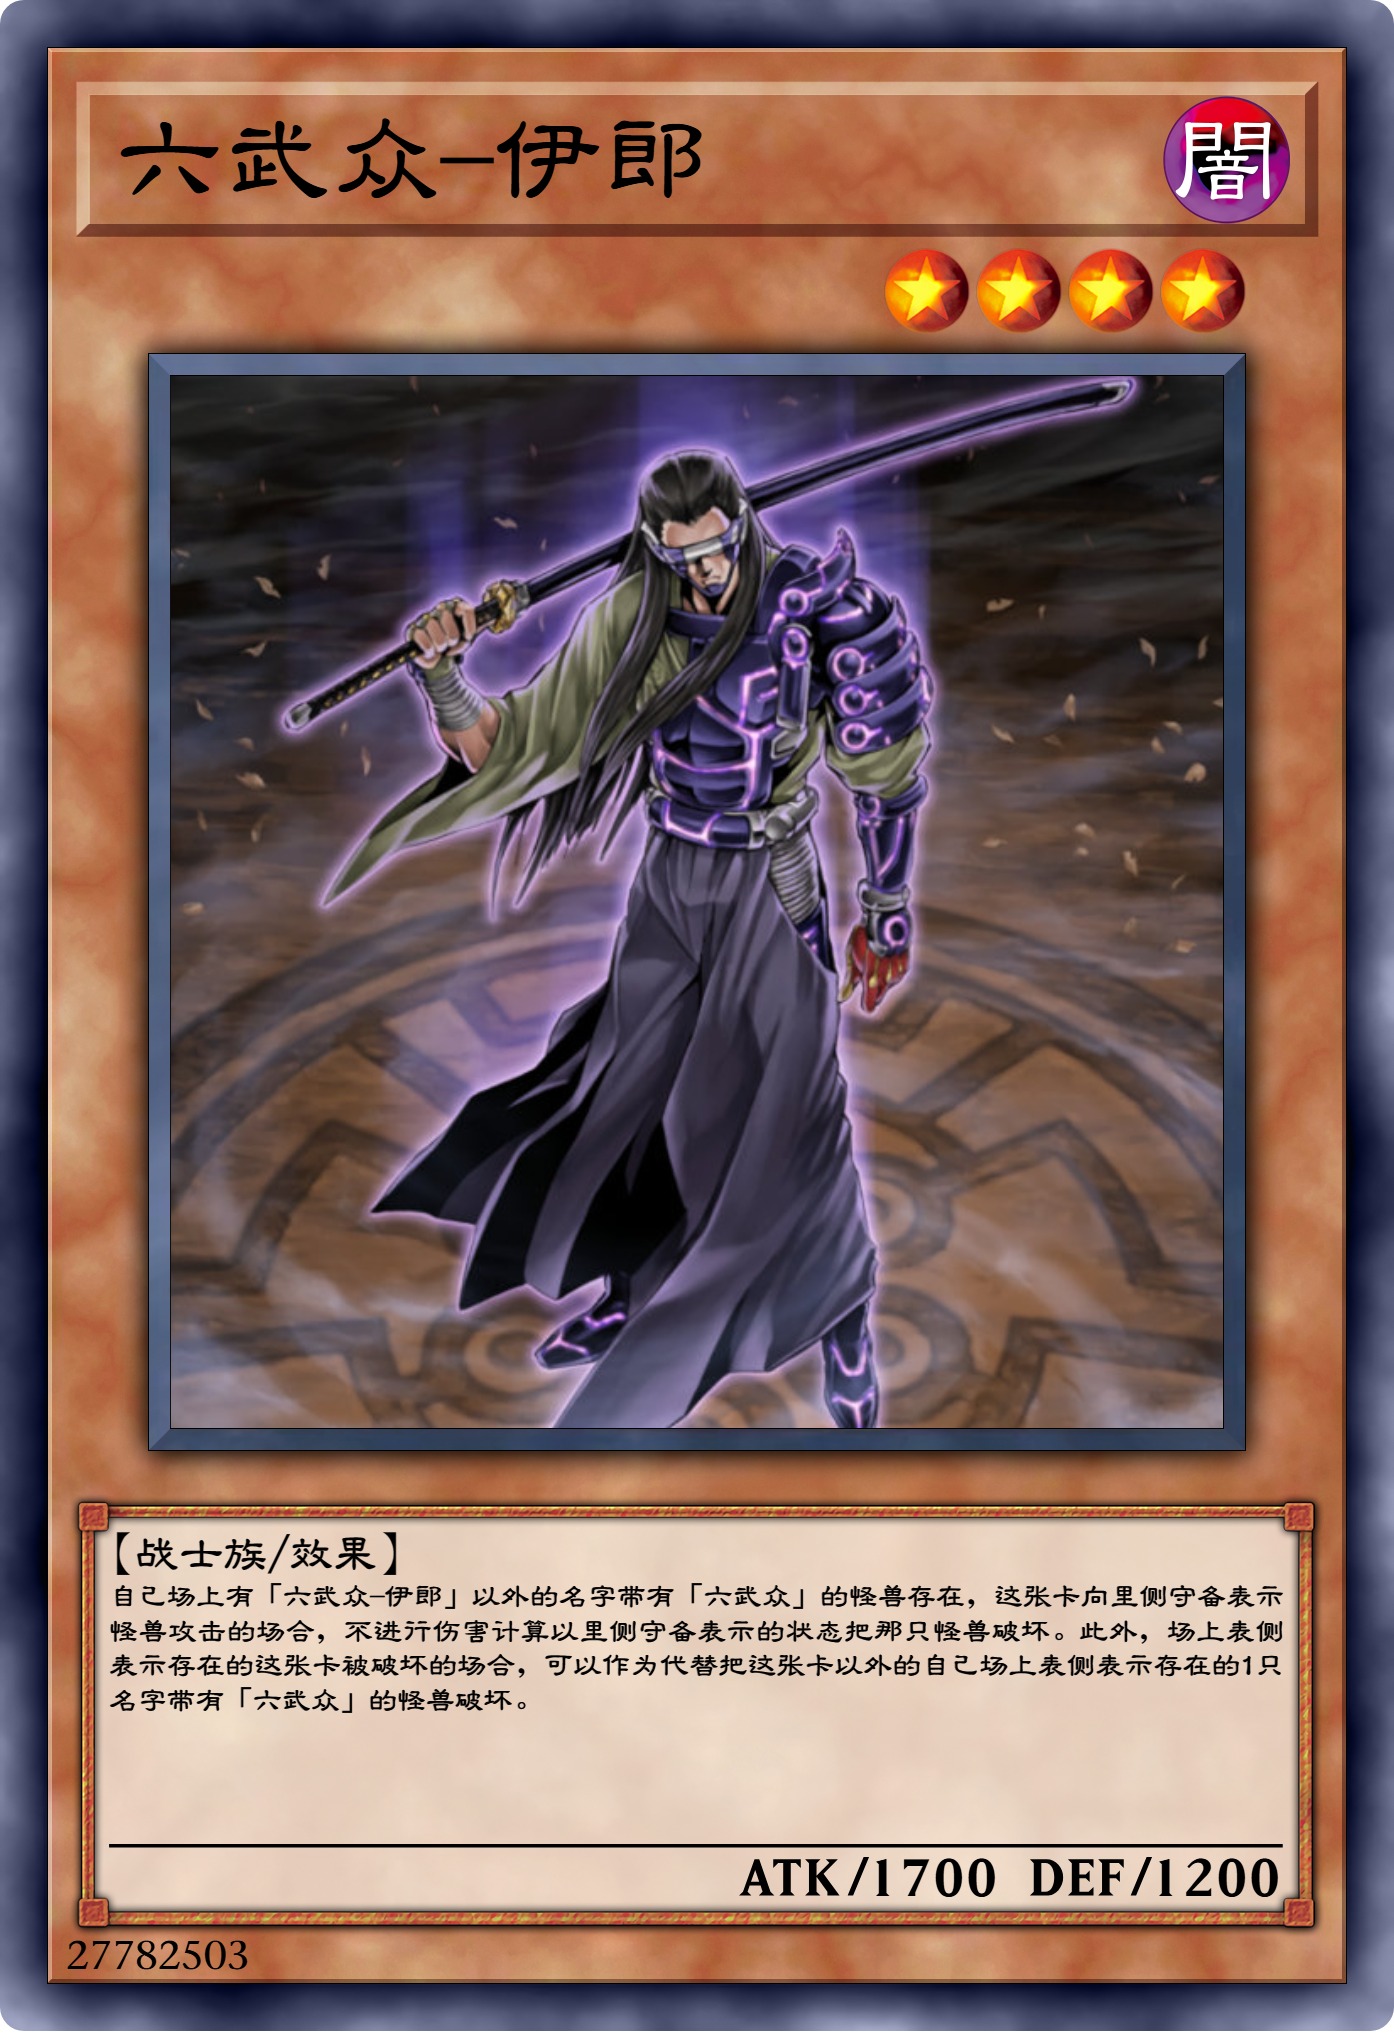 六武众-伊郎
闇
【战士族/效果】
自己场上有「六武众-伊郎」以外的名字带有「六武众」的怪兽存在，这张卡向里侧守备表示
怪兽攻击的场合，不进行伤害计算以里侧守备表示的状态把那只怪兽破坏。此外，场上表侧
表示存在的这张卡被破坏的场合，可以作为代替把这张卡以外的自己场上表侧表示存在的1只
名字带有「六武众」的怪兽破坏。
ATK/1700 DEF/1200
27782503